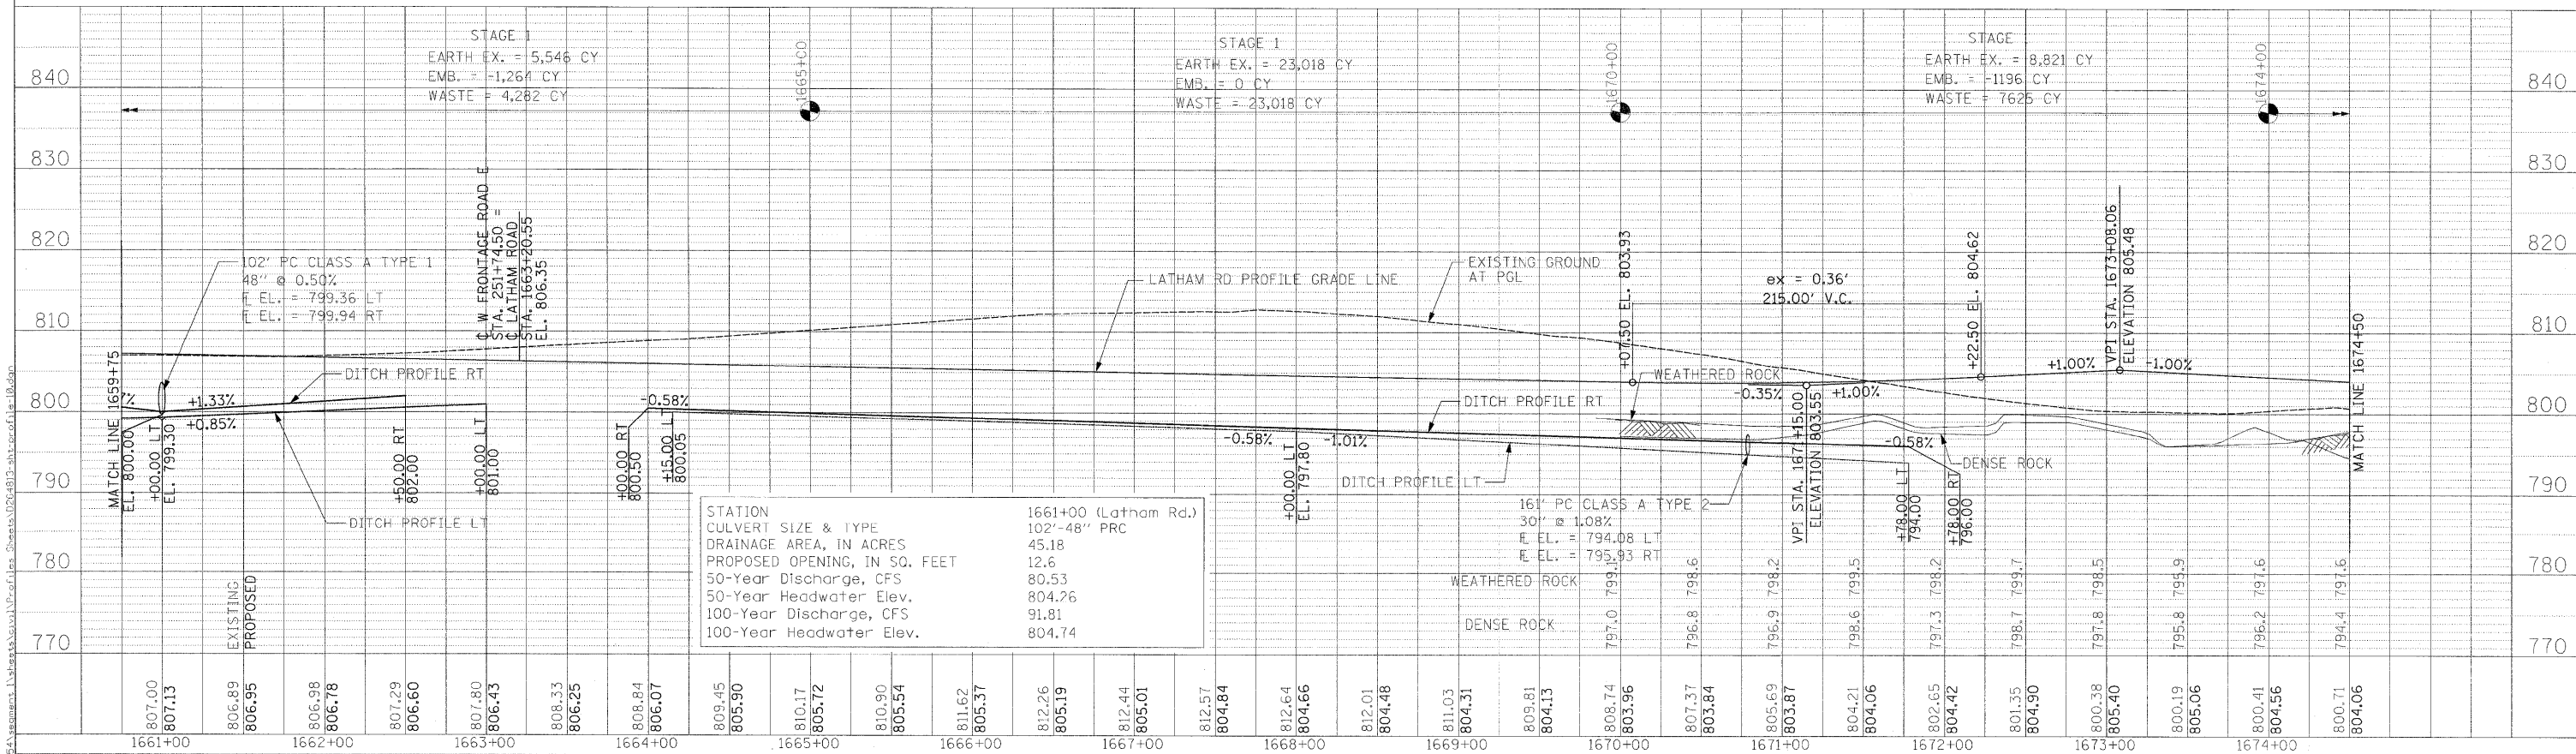 STAGE 1
EARTH EX. = 5,546 CY
EMB. = -1,264 CY
WASTE = 4,282 CY
1665+00
STAGE 1
EARTH EX. = 23,018 CY
EMB. = 0 CY
WASTE = 23,018 CY
1670+00
STAGE
EARTH EX. = 8,821 CY
EMB. = -1196 CY
WASTE = 7625 CY
1674+00
840 840
830 830
820 820
810 810
800 800
790 790
780 780
770 770
102' PC CLASS A TYPE 1
48" @ 0.50%
EL. = 799.36 LT
EL. = 799.94 RT
W FRONTAGE ROAD E
STA. 251+74.50 =
LATHAM ROAD
STA. 1663+20.55
EL. 806.35
LATHAM RD PROFILE GRADE LINE
EXISTING GROUND
AT PGL
+07.50 EL. 803.93
ex = 0.36'
215.00' V.C.
+22.50 EL. 804.62
VPI STA. 1673+08.06
ELEVATION 805.48
+1.00% -1.00%
MATCH LINE 1659+75
EL. 800.00
+00.00 LT
EL. 799.30
+1.33%
+0.85%
DITCH PROFILE RT
DITCH PROFILE LT
+50.00 RT
802.00
+00.00 LT
801.00
+00.00 RT
800.50
-0.58%
+15.00 LT
800.05
-0.58% -1.01%
+00.00 LT
EL. 797.80
DITCH PROFILE RT
DITCH PROFILE LT
WEATHERED ROCK
-0.35% +1.00%
VPI STA. 1671+15.00
ELEVATION 803.55
-0.58%
DENSE ROCK
+78.00 LT
794.00
+78.00 RT
796.00
MATCH LINE 1674+50
161' PC CLASS A TYPE 2
30" @ 1.08%
EL. = 794.08 LT
EL. = 795.93 RT
STATION 1661+00 (Latham Rd.)
CULVERT SIZE & TYPE 102'-48" PRC
DRAINAGE AREA, IN ACRES 45.18
PROPOSED OPENING, IN SQ. FEET 12.6
50-Year Discharge, CFS 80.53
50-Year Headwater Elev. 804.26
100-Year Discharge, CFS 91.81
100-Year Headwater Elev. 804.74
WEATHERED ROCK 799.1 798.6 798.2 799.5 798.2 799.7 798.5 795.9 797.6 797.6
DENSE ROCK 797.0 796.8 796.9 798.6 797.3 798.7 797.8 795.8 796.2 794.4
EXISTING
PROPOSED
807.00 806.89 806.98 807.29 807.80 808.33 808.84 809.45 810.17 810.90 811.62 812.26 812.44 812.57 812.64 812.01 811.03 809.81 808.74 807.37 805.69 804.21 802.65 801.35 800.38 800.19 800.41 800.71
807.13 806.95 806.78 806.60 806.43 806.25 806.07 805.90 805.72 805.54 805.37 805.19 805.01 804.84 804.66 804.48 804.31 804.13 803.96 803.84 803.87 804.06 804.42 804.90 805.40 805.06 804.56 804.06
1661+00 1662+00 1663+00 1664+00 1665+00 1666+00 1667+00 1668+00 1669+00 1670+00 1671+00 1672+00 1673+00 1674+00